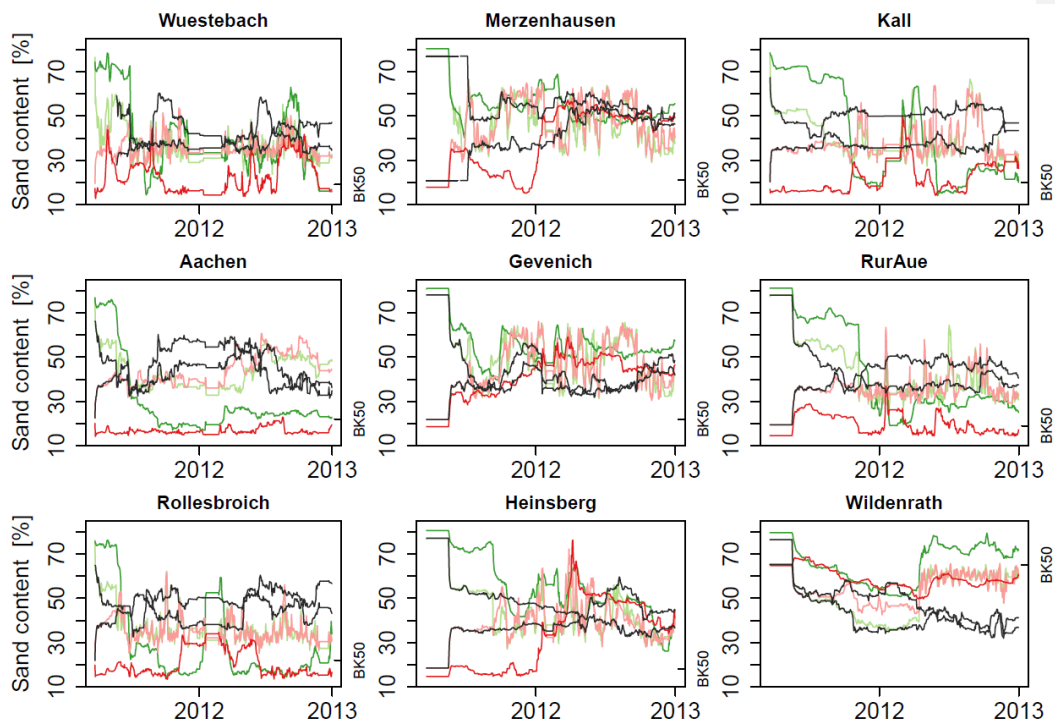 Wuestebach Merzenhausen Kall
Sand content [%]
10 30 50 70
2012 2013
BK50
10 30 50 70
2012 2013
BK50
10 30 50 70
2012 2013
BK50
Aachen Gevenich RurAue
Sand content [%]
10 30 50 70
2012 2013
BK50
10 30 50 70
2012 2013
BK50
10 30 50 70
2012 2013
BK50
Rollesbroich Heinsberg Wildenrath
Sand content [%]
10 30 50 70
2012 2013
BK50
10 30 50 70
2012 2013
BK50
10 30 50 70
2012 2013
BK50